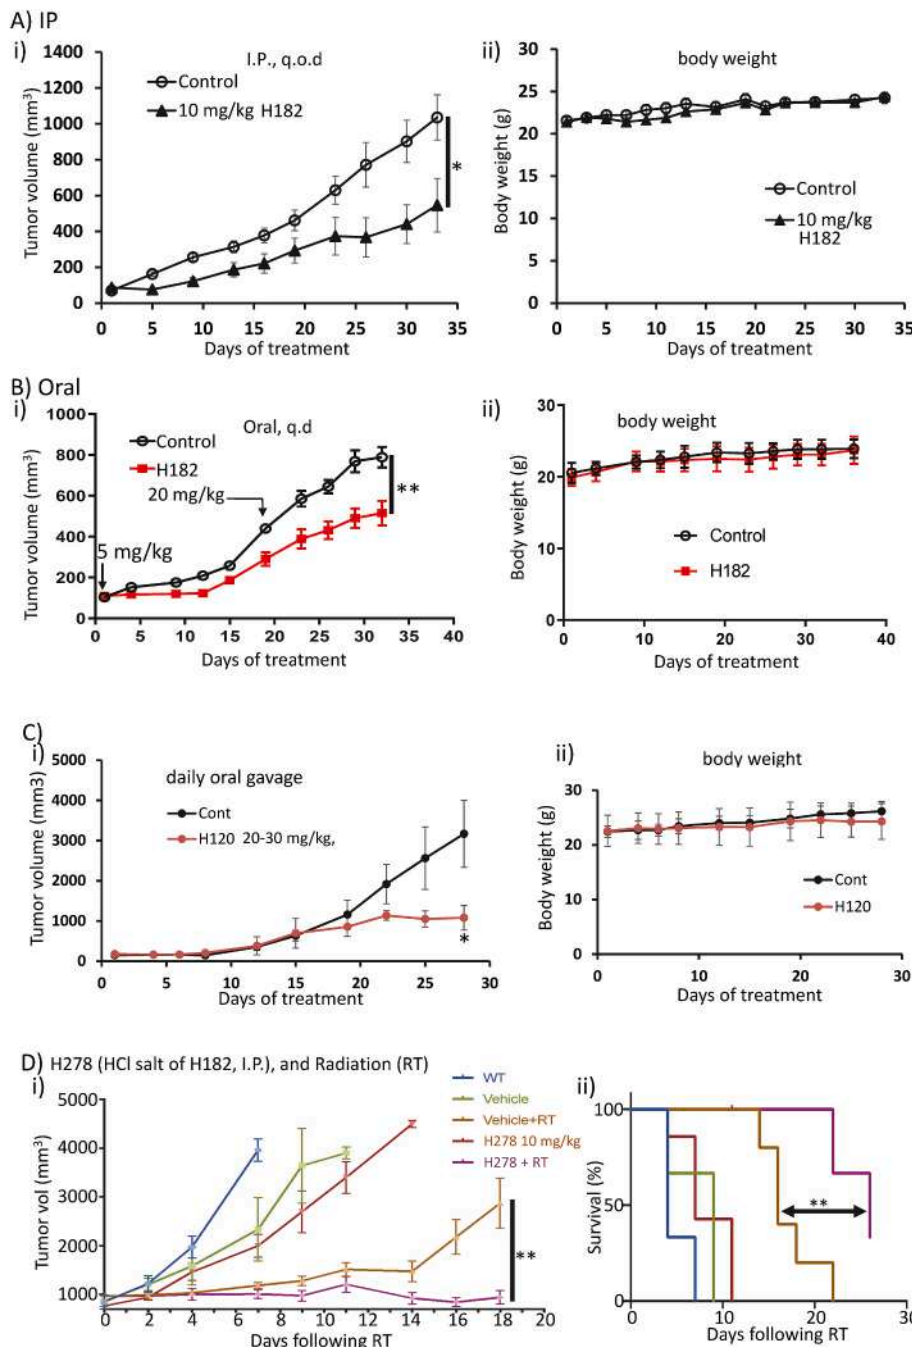 A) IP
i)
I.P., q.o.d
Control
10 mg/kg H182
*
Tumor volume (mm³)
1400
1200
1000
800
600
400
200
0
0 5 10 15 20 25 30 35
Days of treatment
ii)
body weight
Control
10 mg/kg
H182
Body weight (g)
30
25
20
15
10
5
0
0 5 10 15 20 25 30 35
Days of treatment
B) Oral
i)
Oral, q.d
Control
H182
20 mg/kg
5 mg/kg
**
Tumor volume (mm³)
800
600
400
200
0
0 5 10 15 20 25 30 35 40
Days of treatment
ii)
body weight
Control
H182
Body weight (g)
30
20
10
0
0 10 20 30 40
Days of treatment
C)
i)
daily oral gavage
Cont
H120 20-30 mg/kg,
*
Tumor volume (mm3)
5000
4000
3000
2000
1000
0
0 5 10 15 20 25 30
Days of treatment
ii)
body weight
Cont
H120
Body weight (g)
30
20
10
0
0 10 20 30
Days of treatment
D) H278 (HCl salt of H182, I.P.), and Radiation (RT)
i)
WT
Vehicle
Vehicle+RT
H278 10 mg/kg
H278 + RT
**
Tumor vol (mm³)
5000
4000
3000
2000
1000
0 2 4 6 8 10 12 14 16 18 20
Days following RT
ii)
**
Survival (%)
100
50
0
0 10 20 30
Days following RT